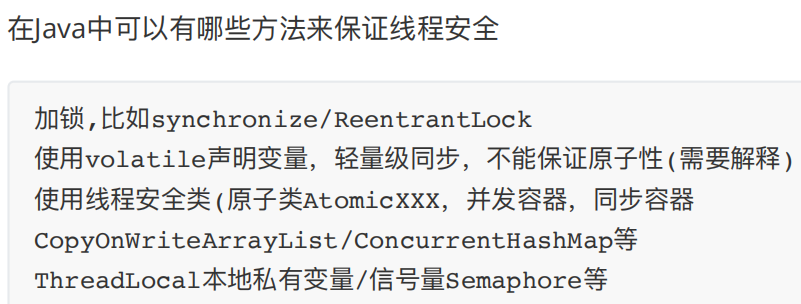 在Java中可以有哪些方法来保证线程安全
加锁,比如synchronize/ReentrantLock
使用volatile声明变量，轻量级同步，不能保证原子性(需要解释)
使用线程安全类(原子类AtomicXXX，并发容器，同步容器
CopyOnWriteArrayList/ConcurrentHashMap等
ThreadLocal本地私有变量/信号量Semaphore等